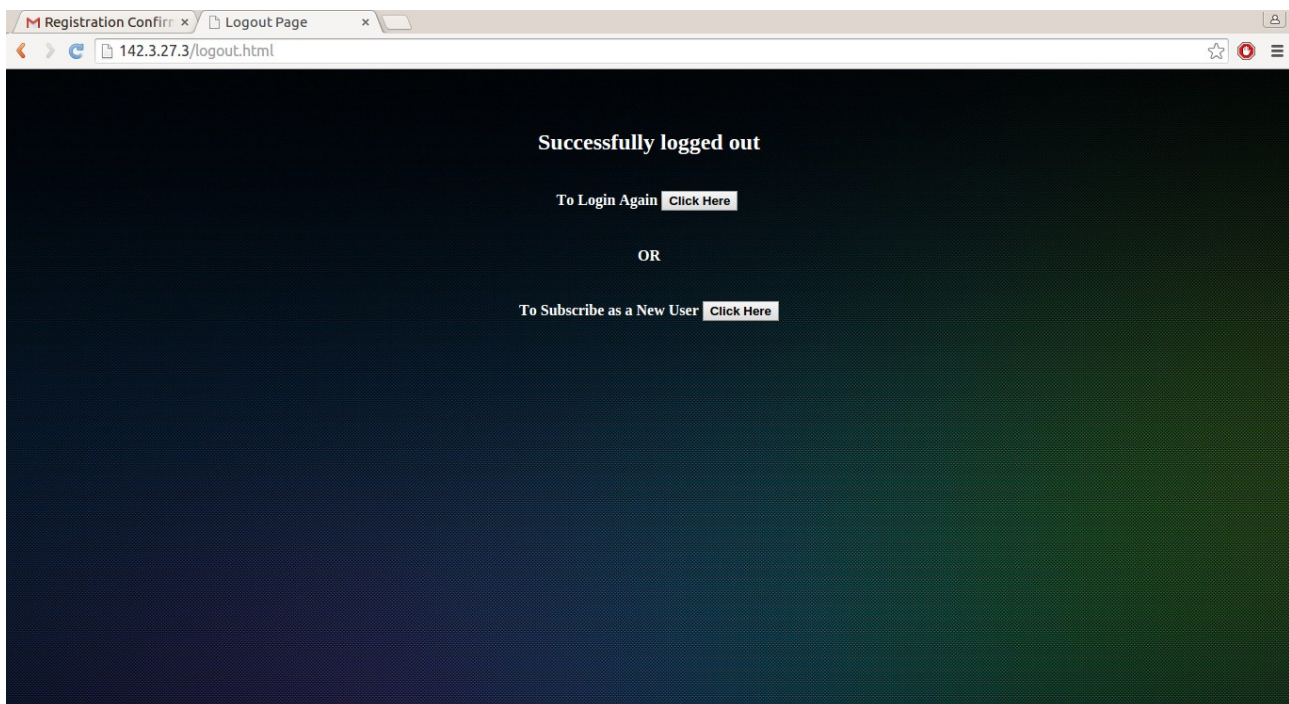 Registration Confirr
Logout Page
142.3.27.3/logout.html
Successfully logged out
To Login Again Click Here
OR
To Subscribe as a New User Click Here